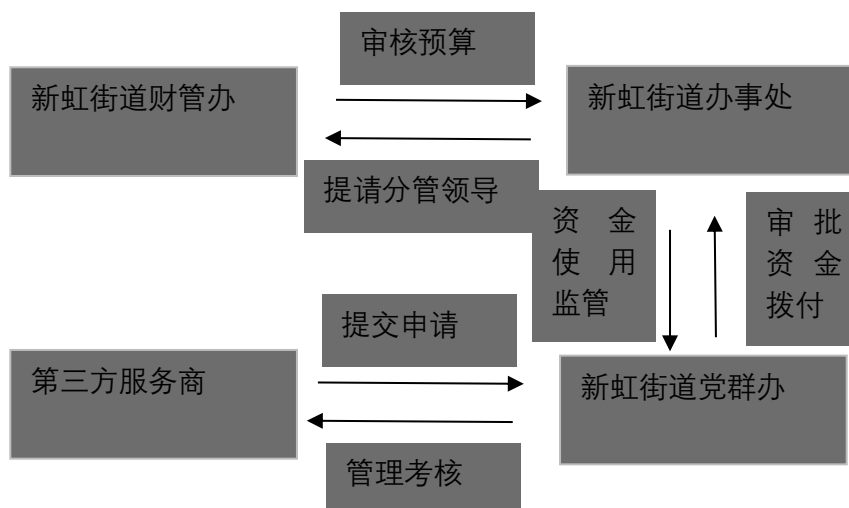 审核预算
新虹街道财管办
新虹街道办事处
提请分管领导
资金
使用
监管
审批
资金
拨付
提交申请
第三方服务商
新虹街道党群办
管理考核